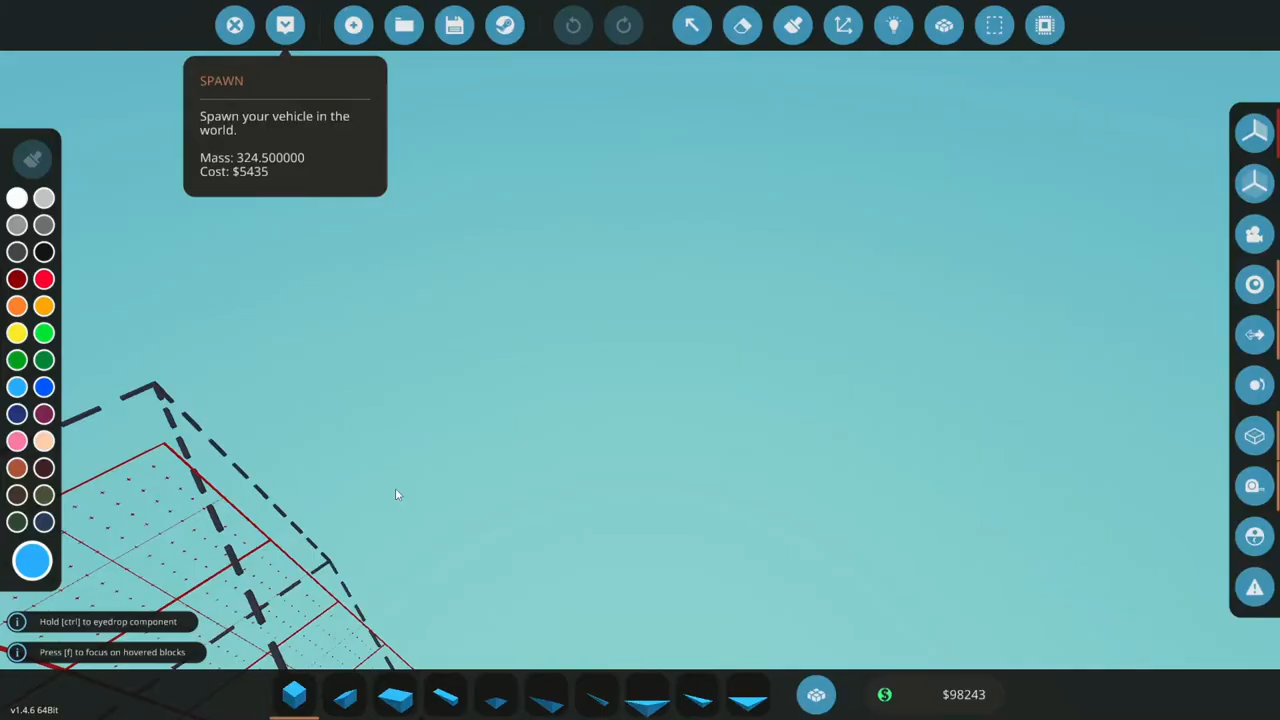 SPAWN
Spawn your vehicle in the
world.
Mass: 324.500000
Cost: $5435
Hold [ctrl] to eyedrop component
Press [f] to focus on hovered blocks
v1.4.6 64Bit
$98243